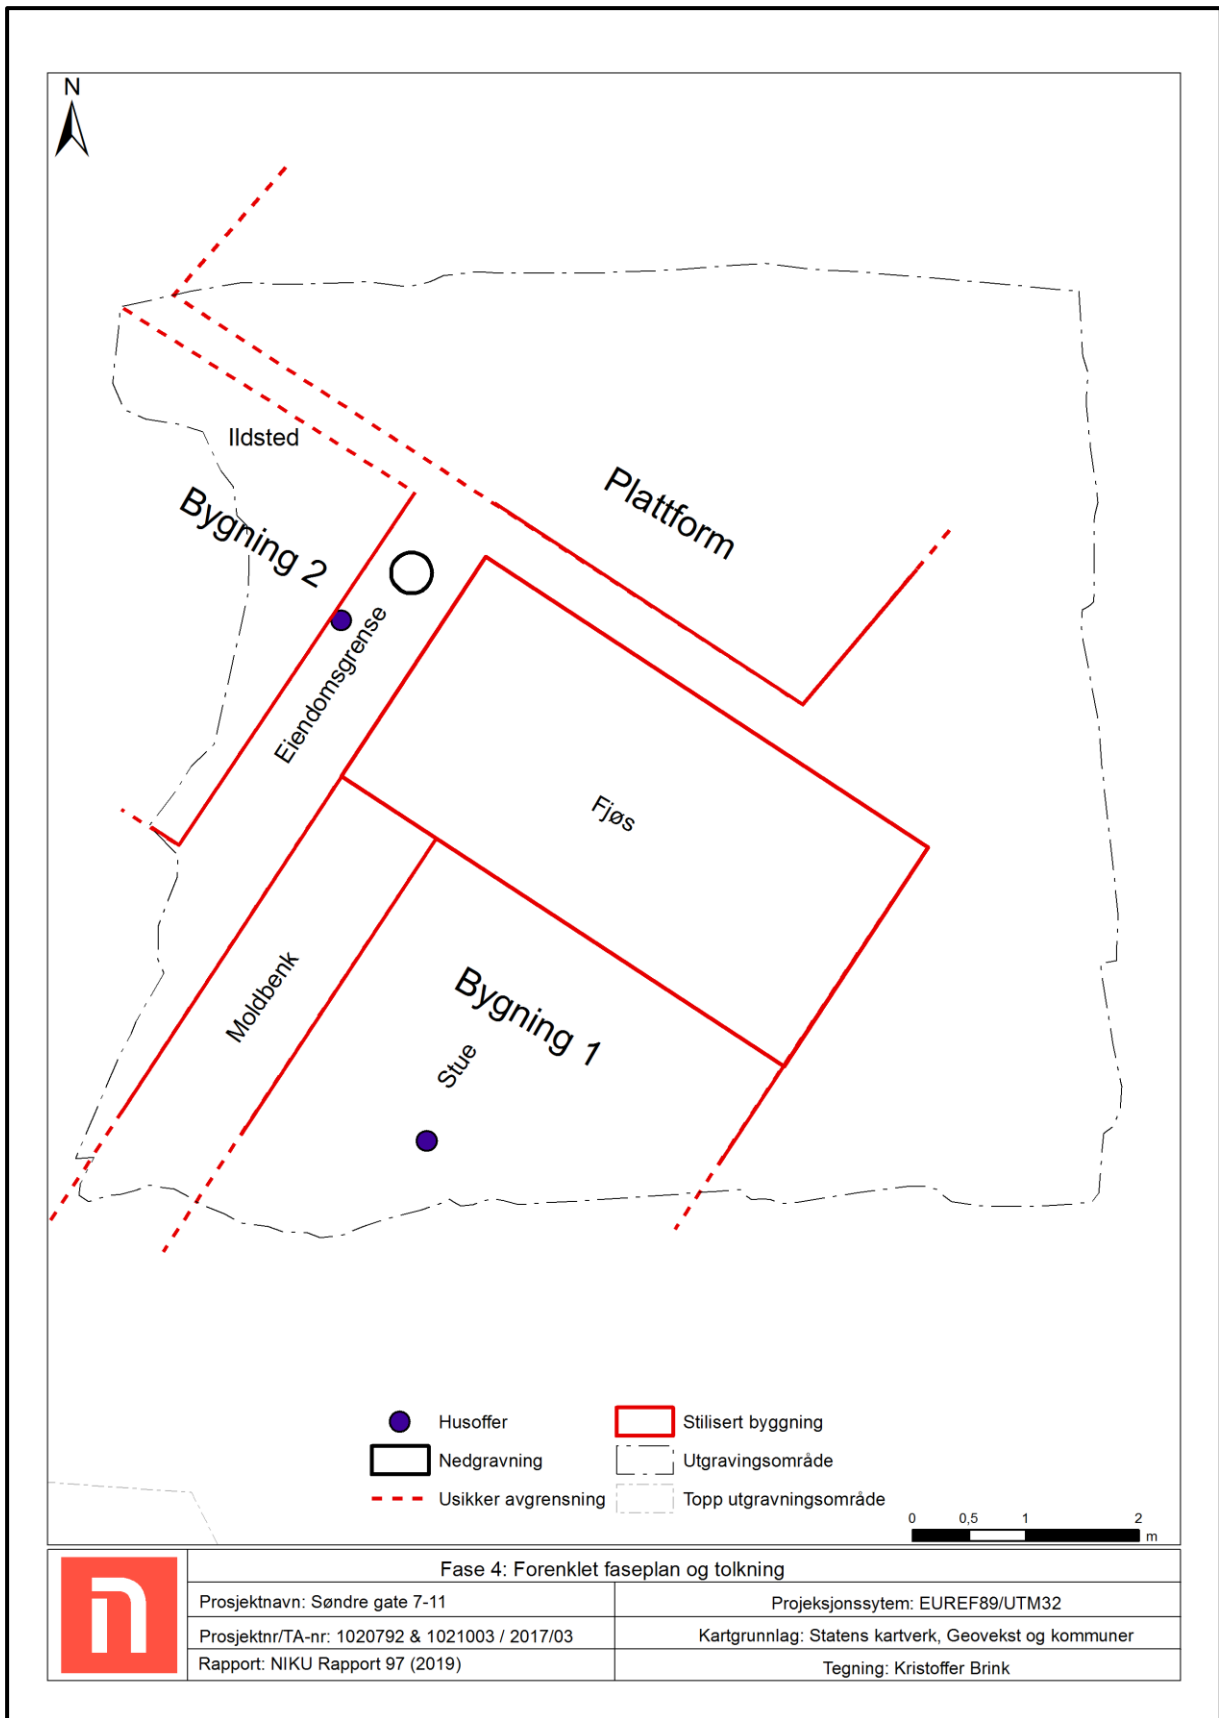 N
Ildsted
Plattform
Bygning 2
Eiendomsgrense
Fjøs
Moldbenk
Bygning 1
Stue
Husoffer
Stilisert byggning
Nedgravning
Utgravingsområde
Usikker avgrensning
Topp utgravningsområde
0 0,5 1 2
m
Fase 4: Forenklet faseplan og tolkning
Prosjektnavn: Søndre gate 7-11
Projeksjonssytem: EUREF89/UTM32
Prosjektnr/TA-nr: 1020792 & 1021003 / 2017/03
Kartgrunnlag: Statens kartverk, Geovekst og kommuner
Rapport: NIKU Rapport 97 (2019)
Tegning: Kristoffer Brink